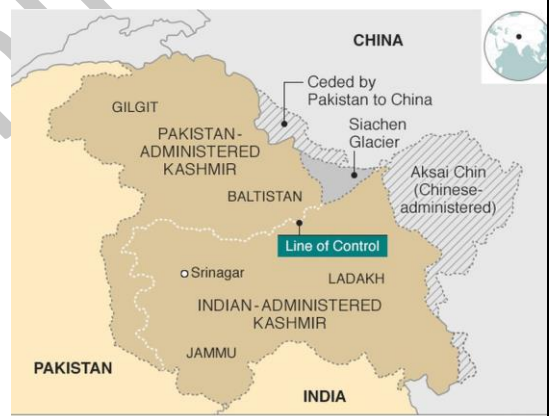 CHINA
Ceded by
Pakistan to China
GILGIT
Siachen
Glacier
PAKISTAN-
ADMINISTERED
KASHMIR
Aksai Chin
(Chinese-
administered)
BALTISTAN
Line of Control
Srinagar
LADAKH
INDIAN-ADMINISTERED
KASHMIR
JAMMU
PAKISTAN
INDIA